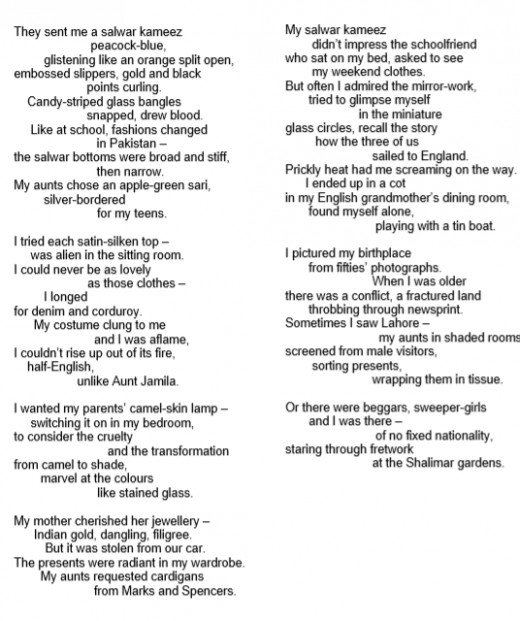 They sent me a salwar kameez
peacock-blue,
glistening like an orange split open,
embossed slippers, gold and black
points curling.
Candy-striped glass bangles
snapped, drew blood.
Like at school, fashions changed
in Pakistan –
the salwar bottoms were broad and stiff,
then narrow.
My aunts chose an apple-green sari,
silver-bordered
for my teens.

I tried each satin-silken top –
was alien in the sitting room.
I could never be as lovely
as those clothes –
I longed
for denim and corduroy.
My costume clung to me
and I was aflame,
I couldn't rise up out of its fire,
half-English,
unlike Aunt Jamila.

I wanted my parents' camel-skin lamp –
switching it on in my bedroom,
to consider the cruelty
and the transformation
from camel to shade,
marvel at the colours
like stained glass.

My mother cherished her jewellery –
Indian gold, dangling, filigree.
But it was stolen from our car.
The presents were radiant in my wardrobe.
My aunts requested cardigans
from Marks and Spencers.

My salwar kameez
didn't impress the schoolfriend
who sat on my bed, asked to see
my weekend clothes.
But often I admired the mirror-work,
tried to glimpse myself
in the miniature
glass circles, recall the story
how the three of us
sailed to England.
Prickly heat had me screaming on the way.
I ended up in a cot
in my English grandmother's dining room,
found myself alone,
playing with a tin boat.

I pictured my birthplace
from fifties' photographs.
When I was older
there was a conflict, a fractured land
throbbing through newsprint.
Sometimes I saw Lahore –
my aunts in shaded rooms
screened from male visitors,
sorting presents,
wrapping them in tissue.

Or there were beggars, sweeper-girls
and I was there –
of no fixed nationality,
staring through fretwork
at the Shalimar gardens.